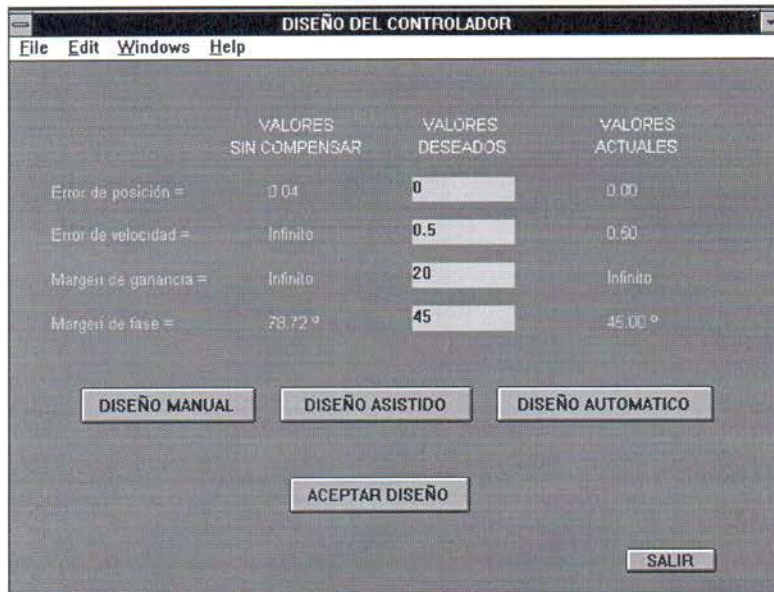 DISEÑO DEL CONTROLADOR
File Edit Windows Help
VALORES SIN COMPENSAR
VALORES DESEADOS
VALORES ACTUALES
Error de posición = 0.04 0 0.00
Error de velocidad = Infinito 0.5 0.50
Margen de ganancia = Infinito 20 Infinito
Margen de fase = 78.72 º 45 45.00 º
DISEÑO MANUAL DISEÑO ASISTIDO DISEÑO AUTOMATICO
ACEPTAR DISEÑO
SALIR